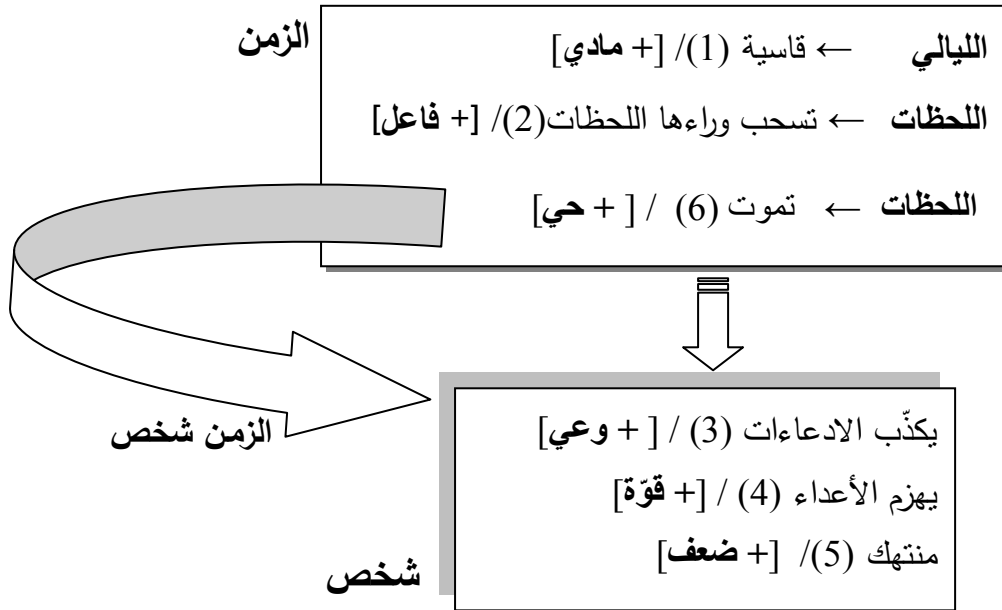 الزمن
الليالي ← قاسية (1)/ [+ مادي]
اللحظات ← تسحب وراءها اللحظات(2)/ [+ فاعل]
اللحظات ← تموت (6) / [ + حي]
الزمن شخص
يكذّب الادعاءات (3) / [ + وعي]
يهزم الأعداء (4) / [+ قوّة]
منتهك (5)/ [+ ضعف]
شخص